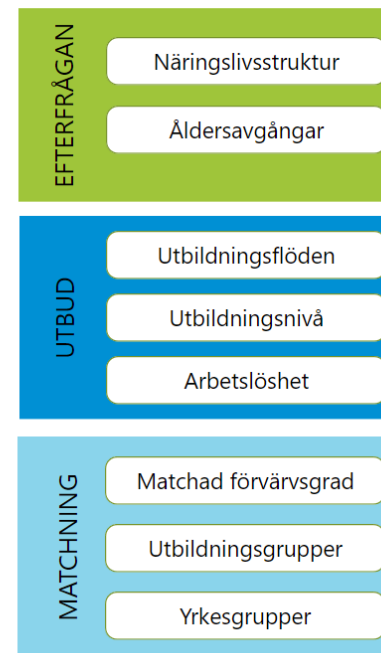 EFTERFRÅGAN
Näringslivsstruktur
Åldersavgångar
UTBUD
Utbildningsflöden
Utbildningsnivå
Arbetslöshet
MATCHNING
Matchad förvärvsgrad
Utbildningsgrupper
Yrkesgrupper